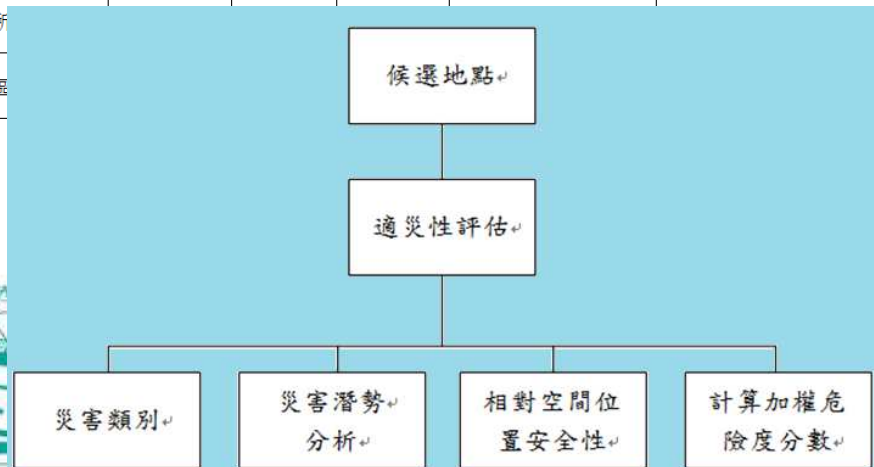 候選地點
適災性評估
災害類別
災害潛勢
分析
相對空間位
置安全性
計算加權危
險度分數